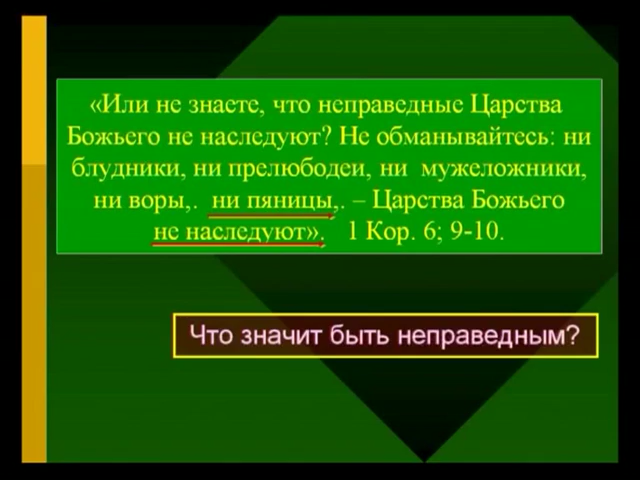 «Или не знаете, что неправедные Царства
Божьего не наследуют? Не обманывайтесь: ни
блудники, ни прелюбодеи, ни мужеложники,
ни воры,. ни пяницы,. – Царства Божьего
не наследуют». 1 Кор. 6; 9-10.
Что значит быть неправедным?